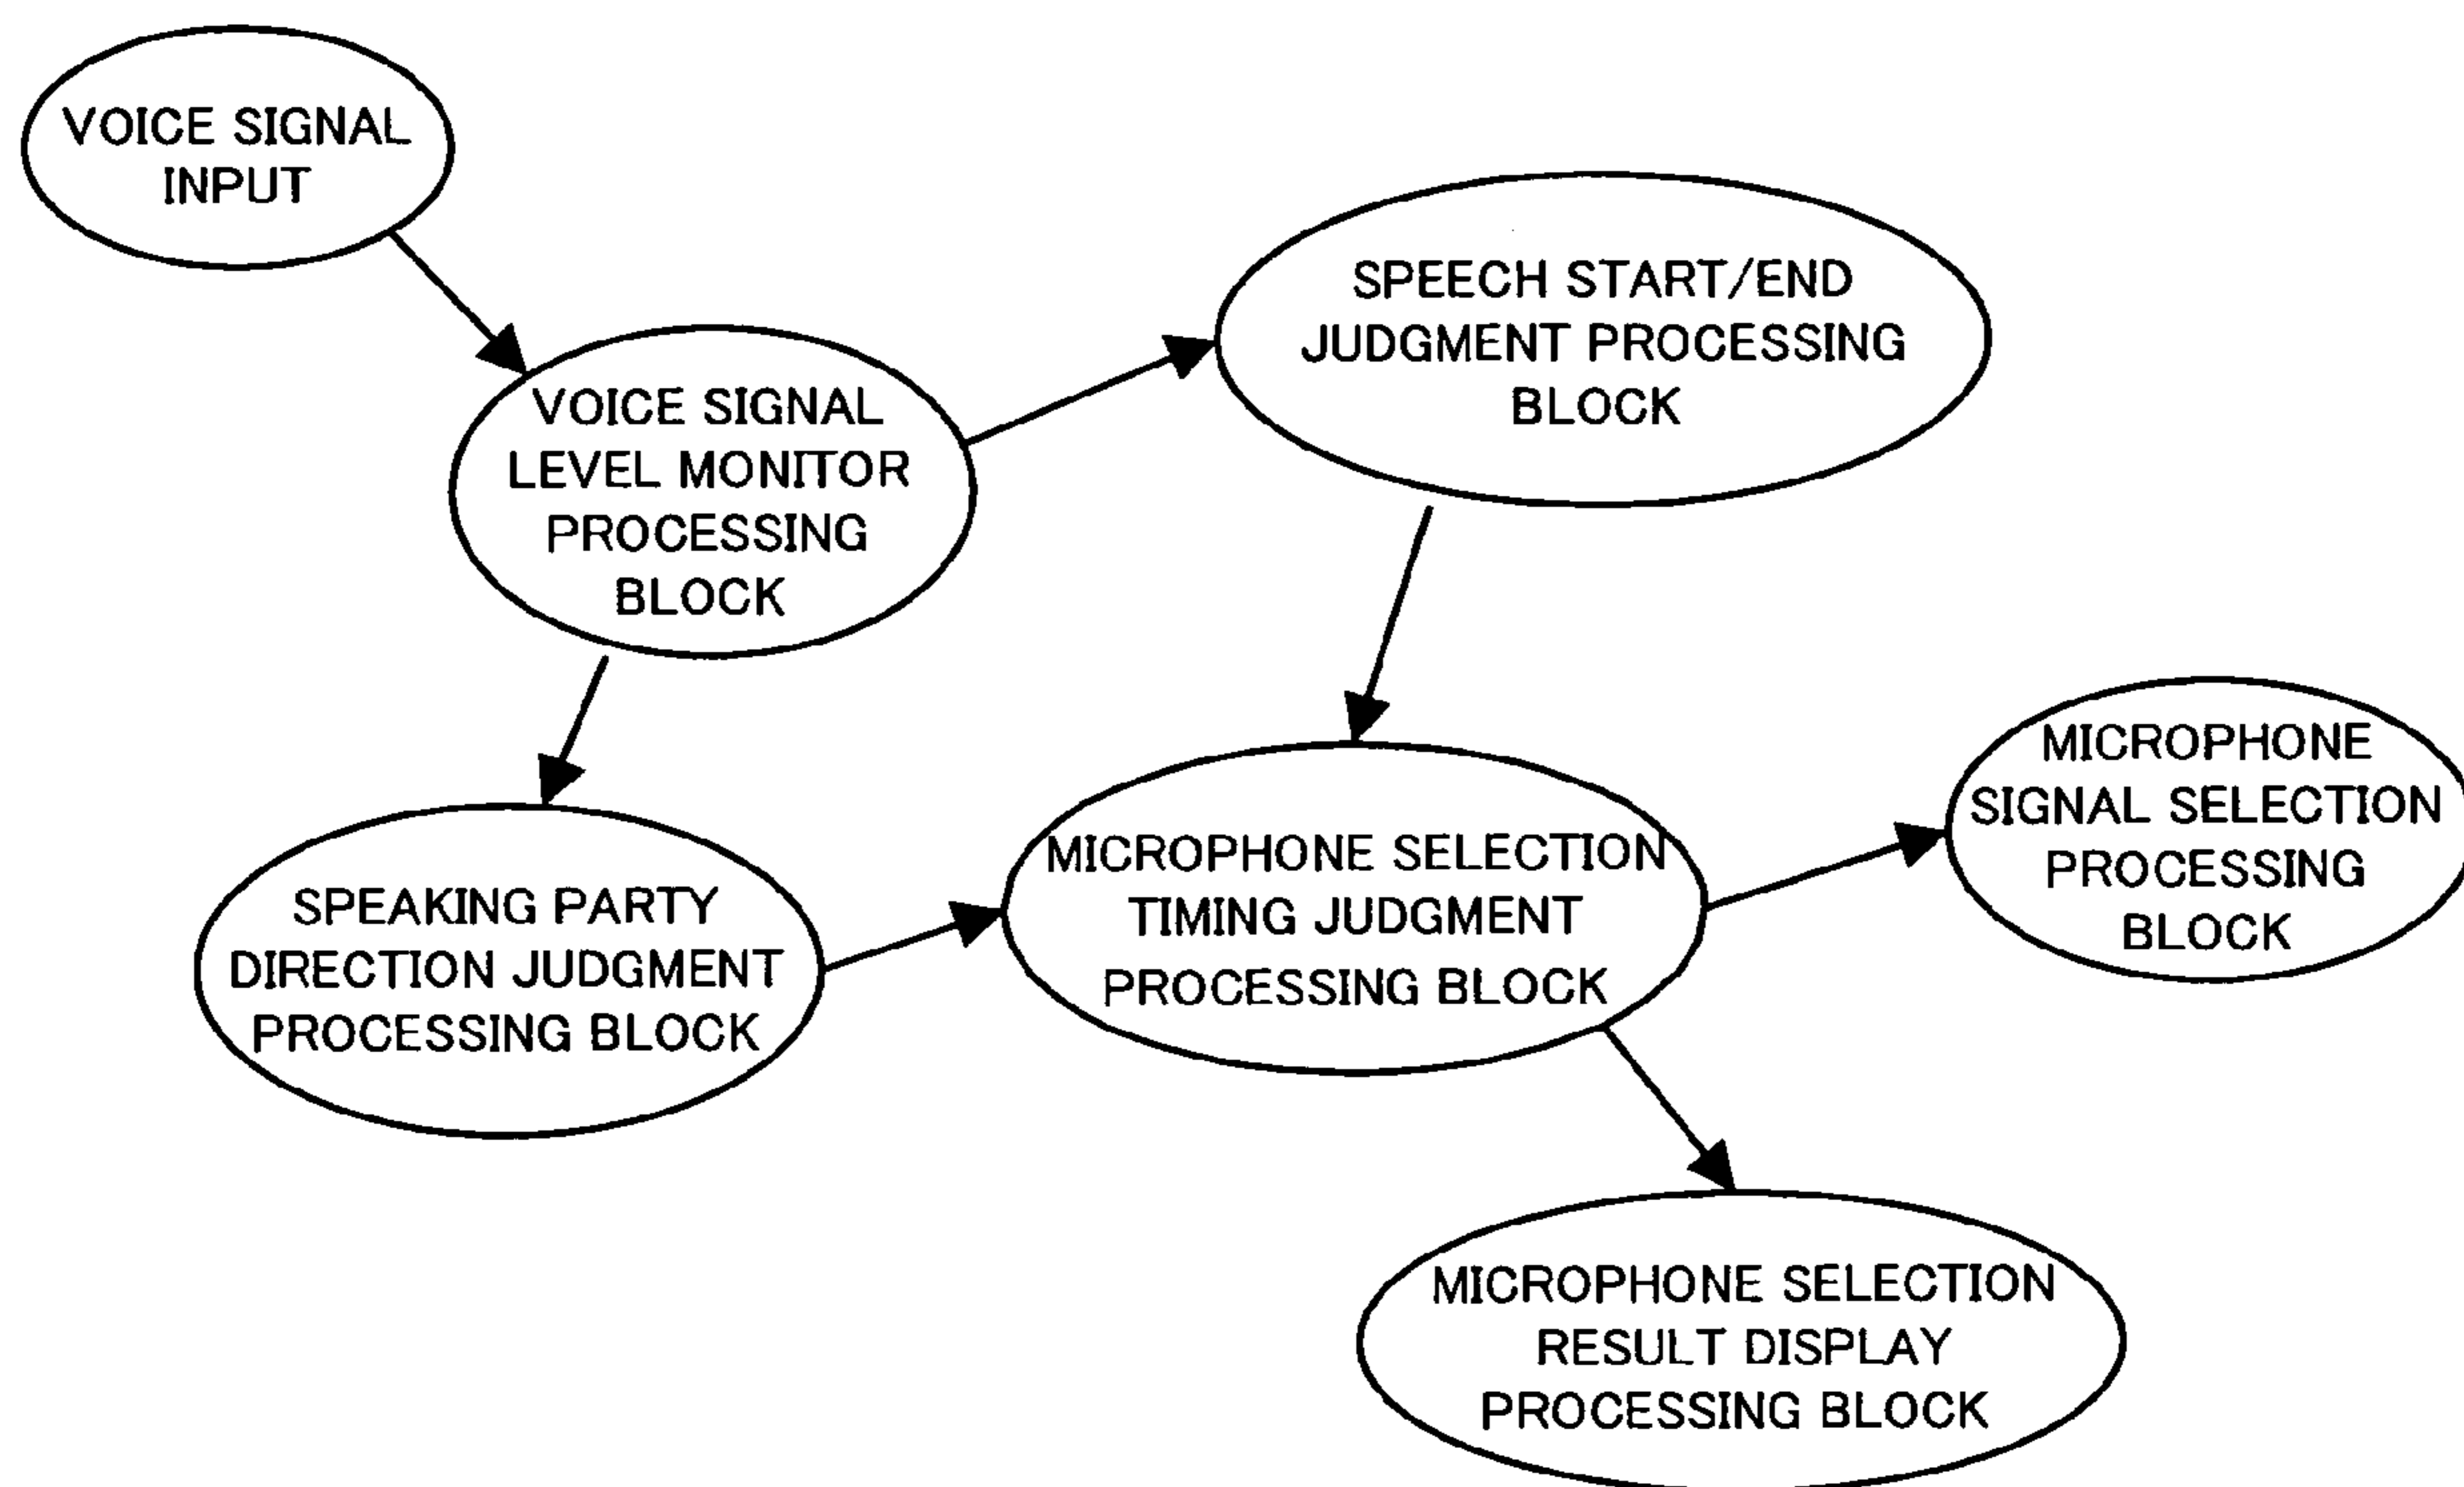 VOICE SIGNAL
INPUT
SPEECH START/END
JUDGMENT PROCESSING
BLOCK
VOICE SIGNAL
LEVEL MONITOR
PROCESSING
BLOCK
SPEAKING PARTY
DIRECTION JUDGMENT
PROCESSING BLOCK
MICROPHONE SELECTION
TIMING JUDGMENT
PROCESSING BLOCK
MICROPHONE
SIGNAL SELECTION
PROCESSING
BLOCK
MICROPHONE SELECTION
RESULT DISPLAY
PROCESSING BLOCK